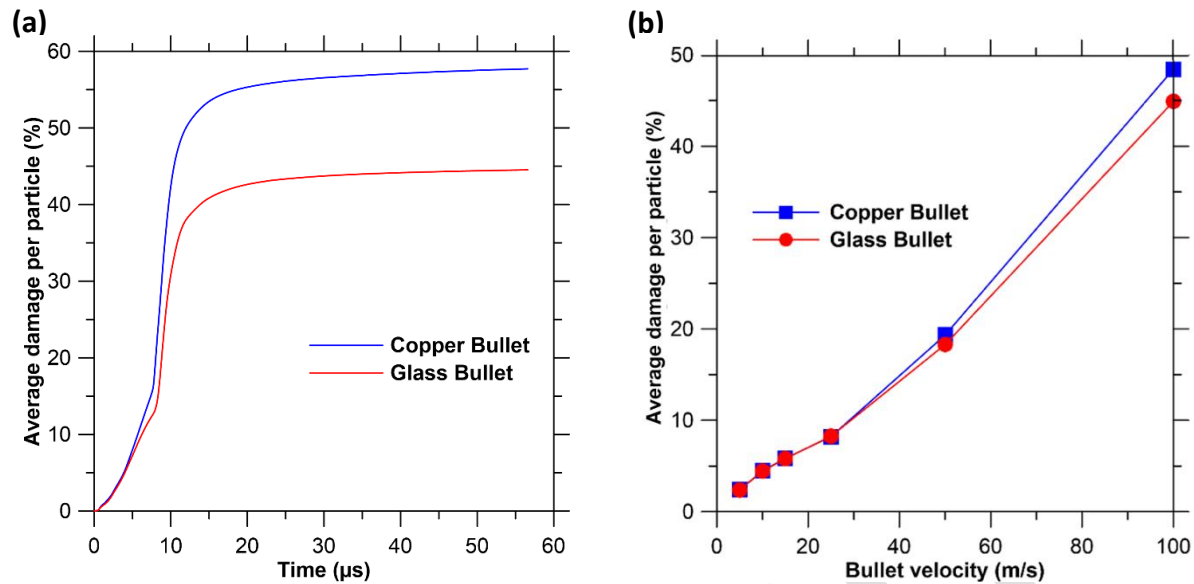 (a)
60
50
40
30
20
10
0
Average damage per particle (%)
Copper Bullet
Glass Bullet
0 10 20 30 40 50 60
Time (µs)
(b)
50
40
30
20
10
0
Average damage per particle (%)
Copper Bullet
Glass Bullet
0 20 40 60 80 100
Bullet velocity (m/s)